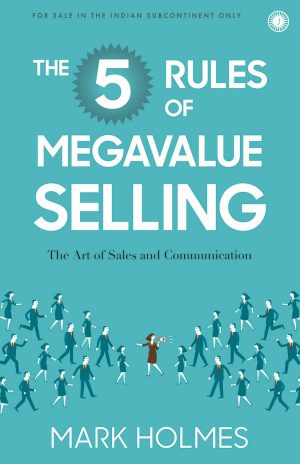 FOR SALE IN THE INDIAN SUBCONTINENT ONLY
THE 5 RULES
OF
MEGAVALUE
SELLING
The Art of Sales and Communication
MARK HOLMES